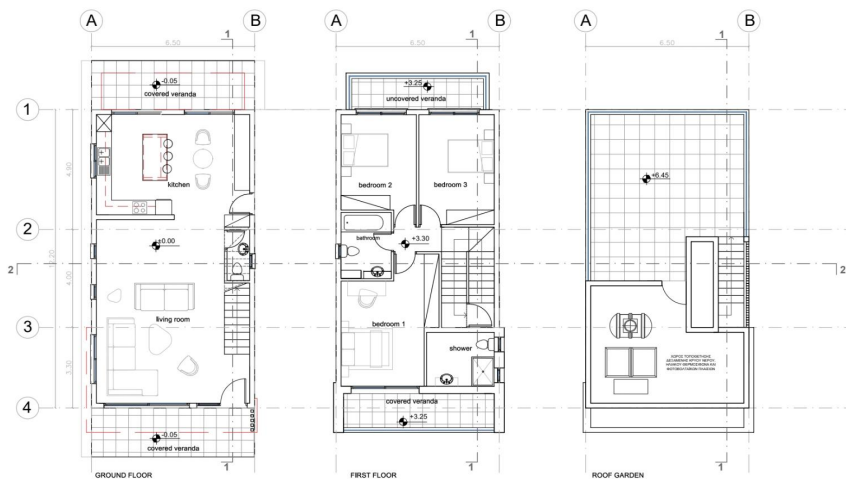 A
B
A
B
A
B
1
1
1
6.50
6.50
6.50
-0.05
covered veranda
+3.25
uncovered veranda
1
4.90
kitchen
bedroom 2
bedroom 3
+6.45
2
±0.00
bathroom
+3.30
2
2
4.00
living room
bedroom 1
3
shower
3.30
4
covered veranda
+3.25
-0.05
covered veranda
1
1
1
GROUND FLOOR
FIRST FLOOR
ROOF GARDEN